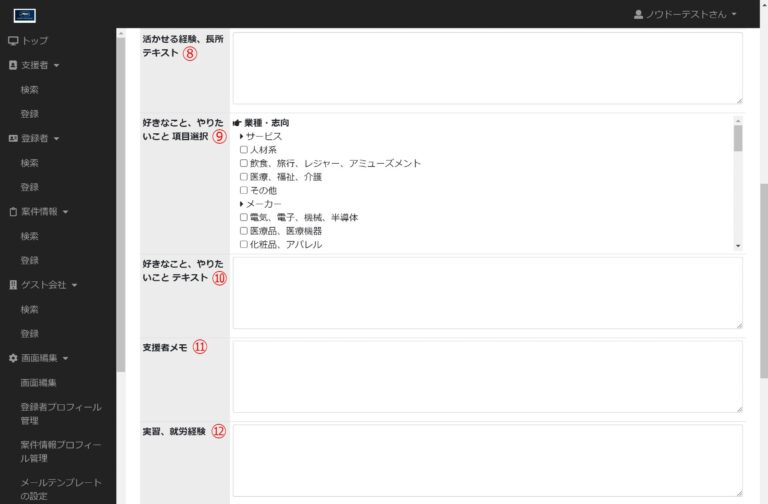 ノウドーテストさん
トップ
支援者
検索
登録
登録者
検索
登録
案件情報
検索
登録
ゲスト会社
検索
登録
画面編集
画面編集
登録者プロフィール
管理
案件情報プロフィー
ル管理
メールテンプレート
の設定
活かせる経験、長所
テキスト ⑧
好きなこと、やりた
いこと 項目選択 ⑨
業種・志向
サービス
人材系
飲食、旅行、レジャー、アミューズメント
医療、福祉、介護
その他
メーカー
電気、電子、機械、半導体
医療品、医療機器
化粧品、アパレル
好きなこと、やりた
いこと テキスト ⑩
支援者メモ ⑪
実習、就労経験 ⑫